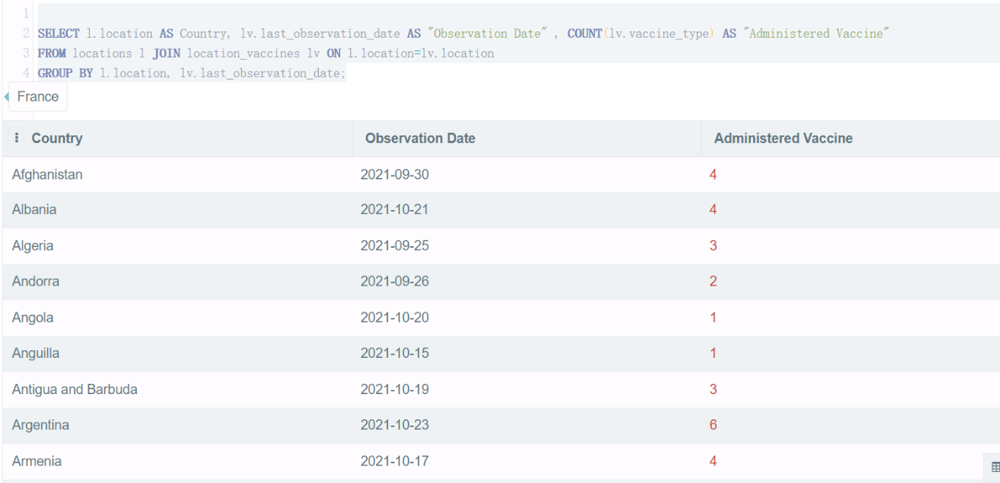 1
2 SELECT l.location AS Country, lv.last_observation_date AS "Observation Date" , COUNT(lv.vaccine_type) AS "Administered Vaccine"
3 FROM locations l JOIN location_vaccines lv ON l.location=lv.location
4 GROUP BY l.location, lv.last_observation_date;
France
Country Observation Date Administered Vaccine
Afghanistan 2021-09-30 4
Albania 2021-10-21 4
Algeria 2021-09-25 3
Andorra 2021-09-26 2
Angola 2021-10-20 1
Anguilla 2021-10-15 1
Antigua and Barbuda 2021-10-19 3
Argentina 2021-10-23 6
Armenia 2021-10-17 4